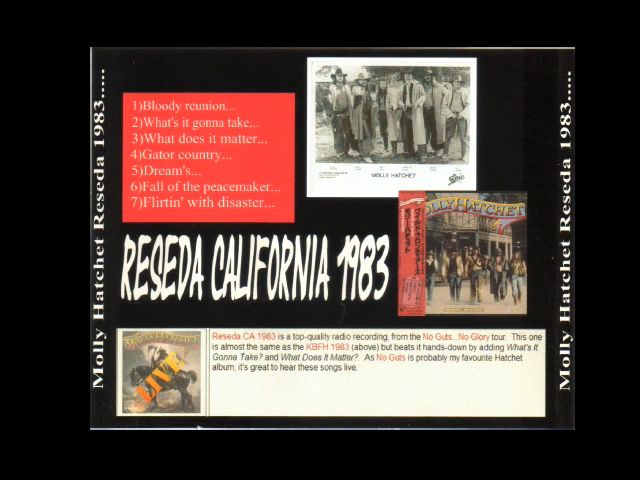 Molly Hatchet Reseda 1983.....
1)Bloody reunion...
2)What's it gonna take...
3)What does it matter...
4)Gator country...
5)Dream's...
6)Fall of the peacemaker...
7)Flirtin' with disaster...
MOLLY HATCHET
Epic
MOLLY HATCHET
RESEDA CALIFORNIA 1983
MOLLY HATCHET
LIVE
Reseda CA 1983 is a top-quality radio recording, from the No Guts...No Glory tour. This one
is almost the same as the KBFH 1983 (above) but beats it hands-down by adding What's It
Gonna Take? and What Does It Matter?. As No Guts is probably my favourite Hatchet
album, it's great to hear these songs live.
Molly Hatchet Reseda 1983.....